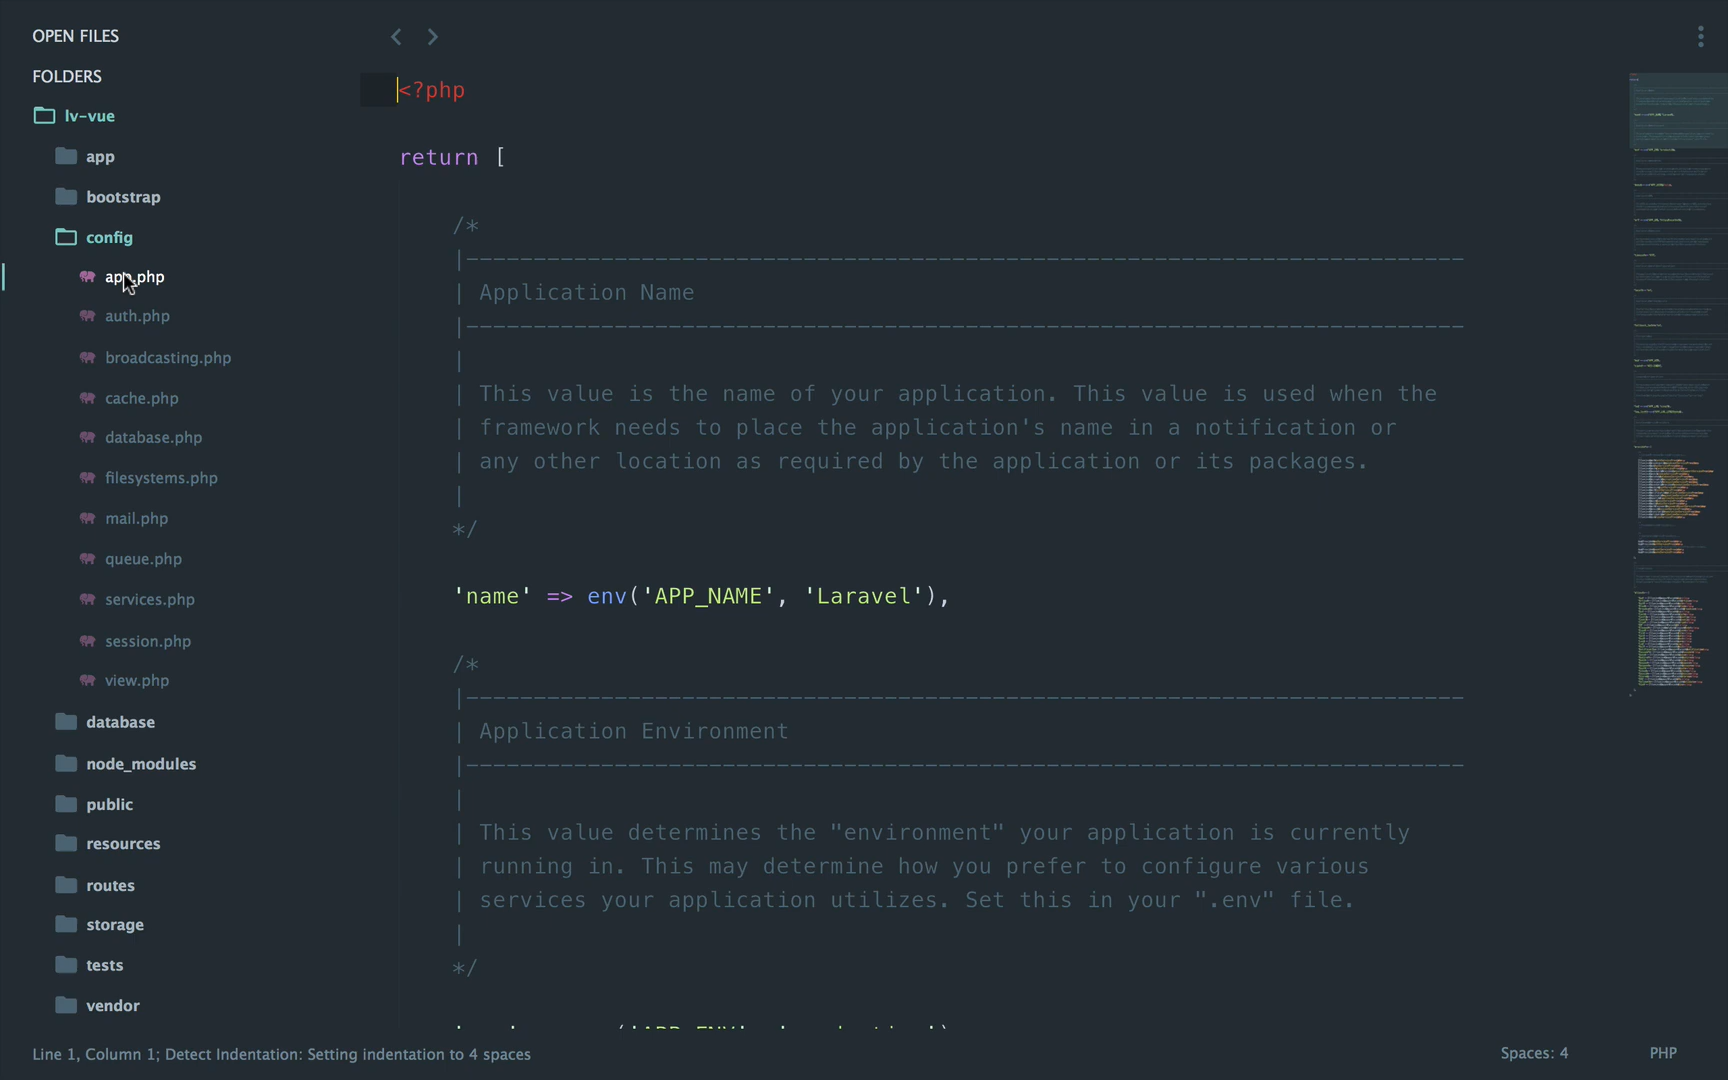 OPEN FILES
FOLDERS
lv-vue
app
bootstrap
config
app.php
auth.php
broadcasting.php
cache.php
database.php
filesystems.php
mail.php
queue.php
services.php
session.php
view.php
database
node_modules
public
resources
routes
storage
tests
vendor
<?php
return [
/*
|--------------------------------------------------------------------------
| Application Name
|--------------------------------------------------------------------------
|
| This value is the name of your application. This value is used when the
| framework needs to place the application's name in a notification or
| any other location as required by the application or its packages.
|
*/
'name' => env('APP_NAME', 'Laravel'),
/*
|--------------------------------------------------------------------------
| Application Environment
|--------------------------------------------------------------------------
|
| This value determines the "environment" your application is currently
| running in. This may determine how you prefer to configure various
| services your application utilizes. Set this in your ".env" file.
|
*/
Line 1, Column 1; Detect Indentation: Setting indentation to 4 spaces
Spaces: 4
PHP